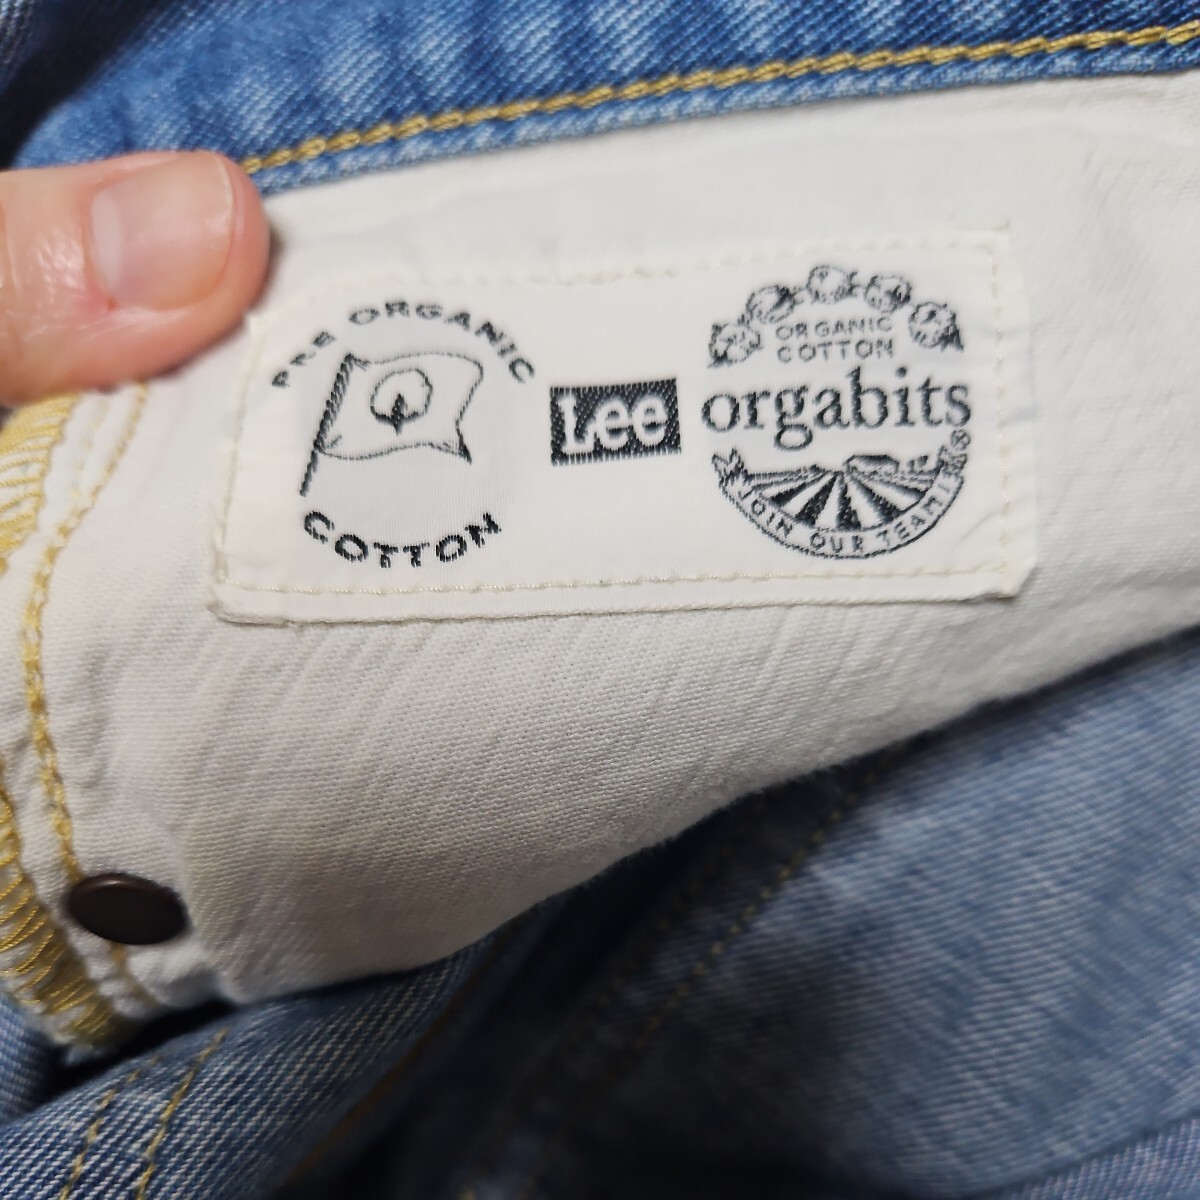 PRE ORGANIC
COTTON
Lee
ORGANIC
COTTON
orgabits®
JOIN OUR TEAM!